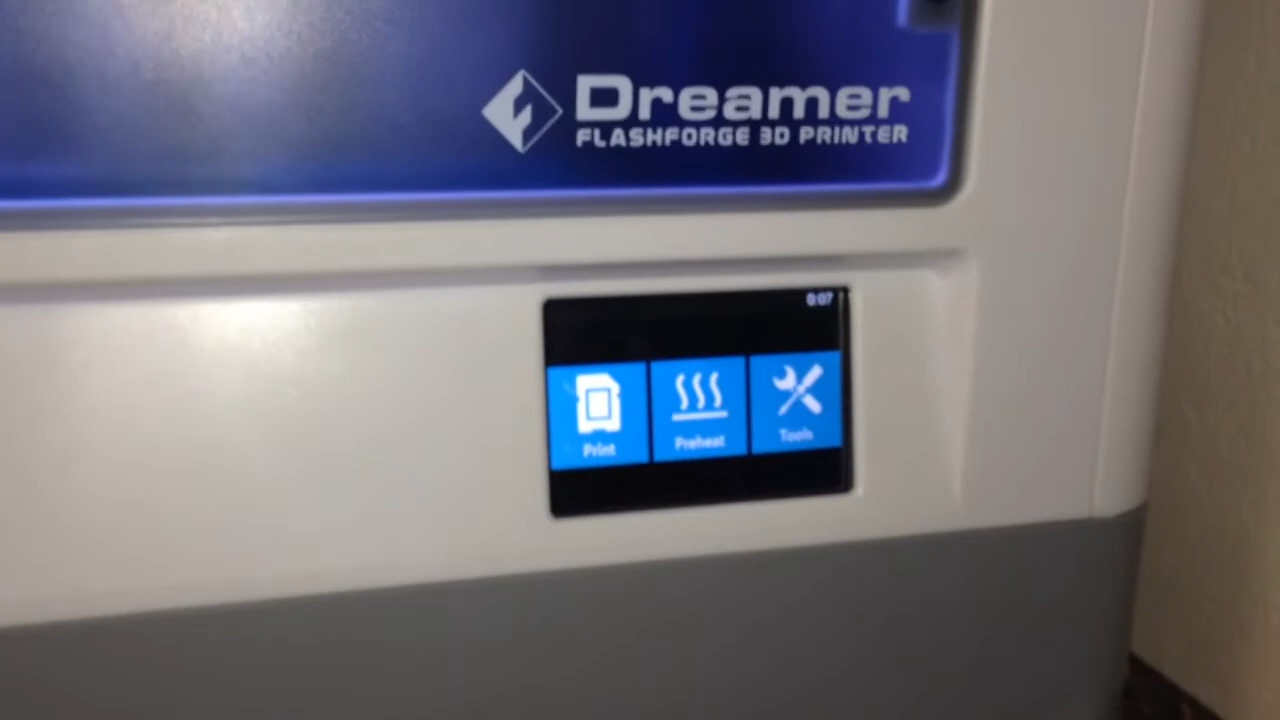 Dreamer
FLASHFORGE 3D PRINTER
0:07
Print
Preheat
Tools